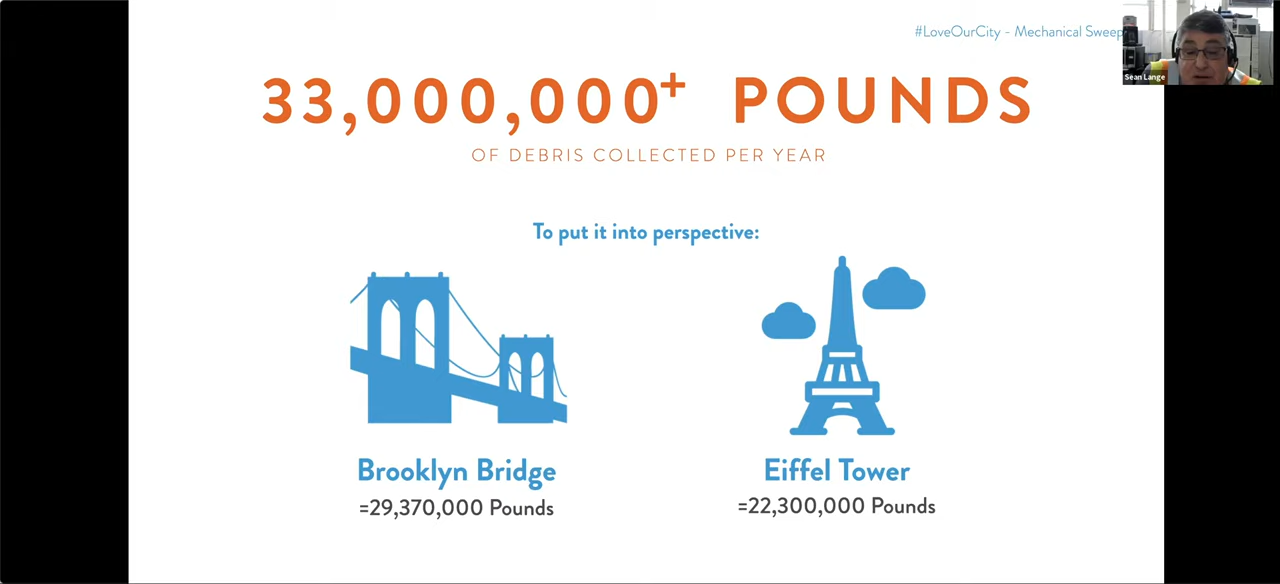 #LoveOurCity - Mechanical Sweep
Sean Lange
33,000,000+ POUNDS
OF DEBRIS COLLECTED PER YEAR
To put it into perspective:
Brooklyn Bridge
=29,370,000 Pounds
Eiffel Tower
=22,300,000 Pounds